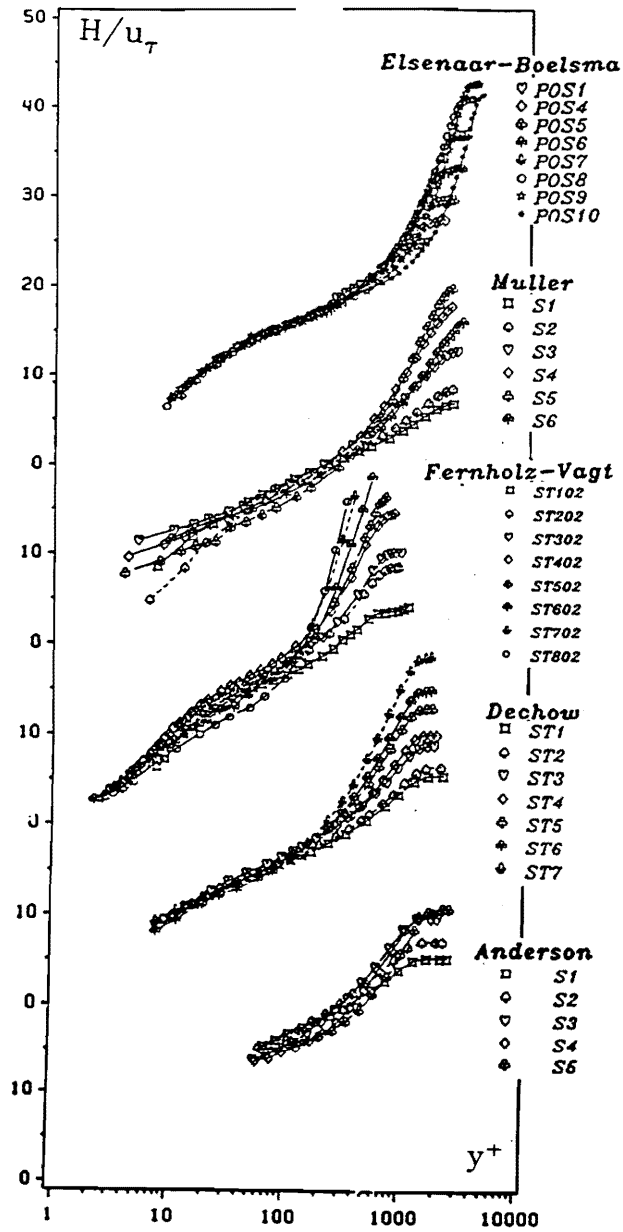 H/uτ
50
40
30
20
10
0
10
0
10
0
10
0
10
0
Elsenaar-Boelsma
POS1
POS4
POS5
POS6
POS7
POS8
POS9
POS10
Muller
S1
S2
S3
S4
S5
S6
Fernholz-Vagt
ST102
ST202
ST302
ST402
ST502
ST602
ST702
ST802
Dechow
ST1
ST2
ST3
ST4
ST5
ST6
ST7
Anderson
S1
S2
S3
S4
S6
y+
1
10
100
1000
10000